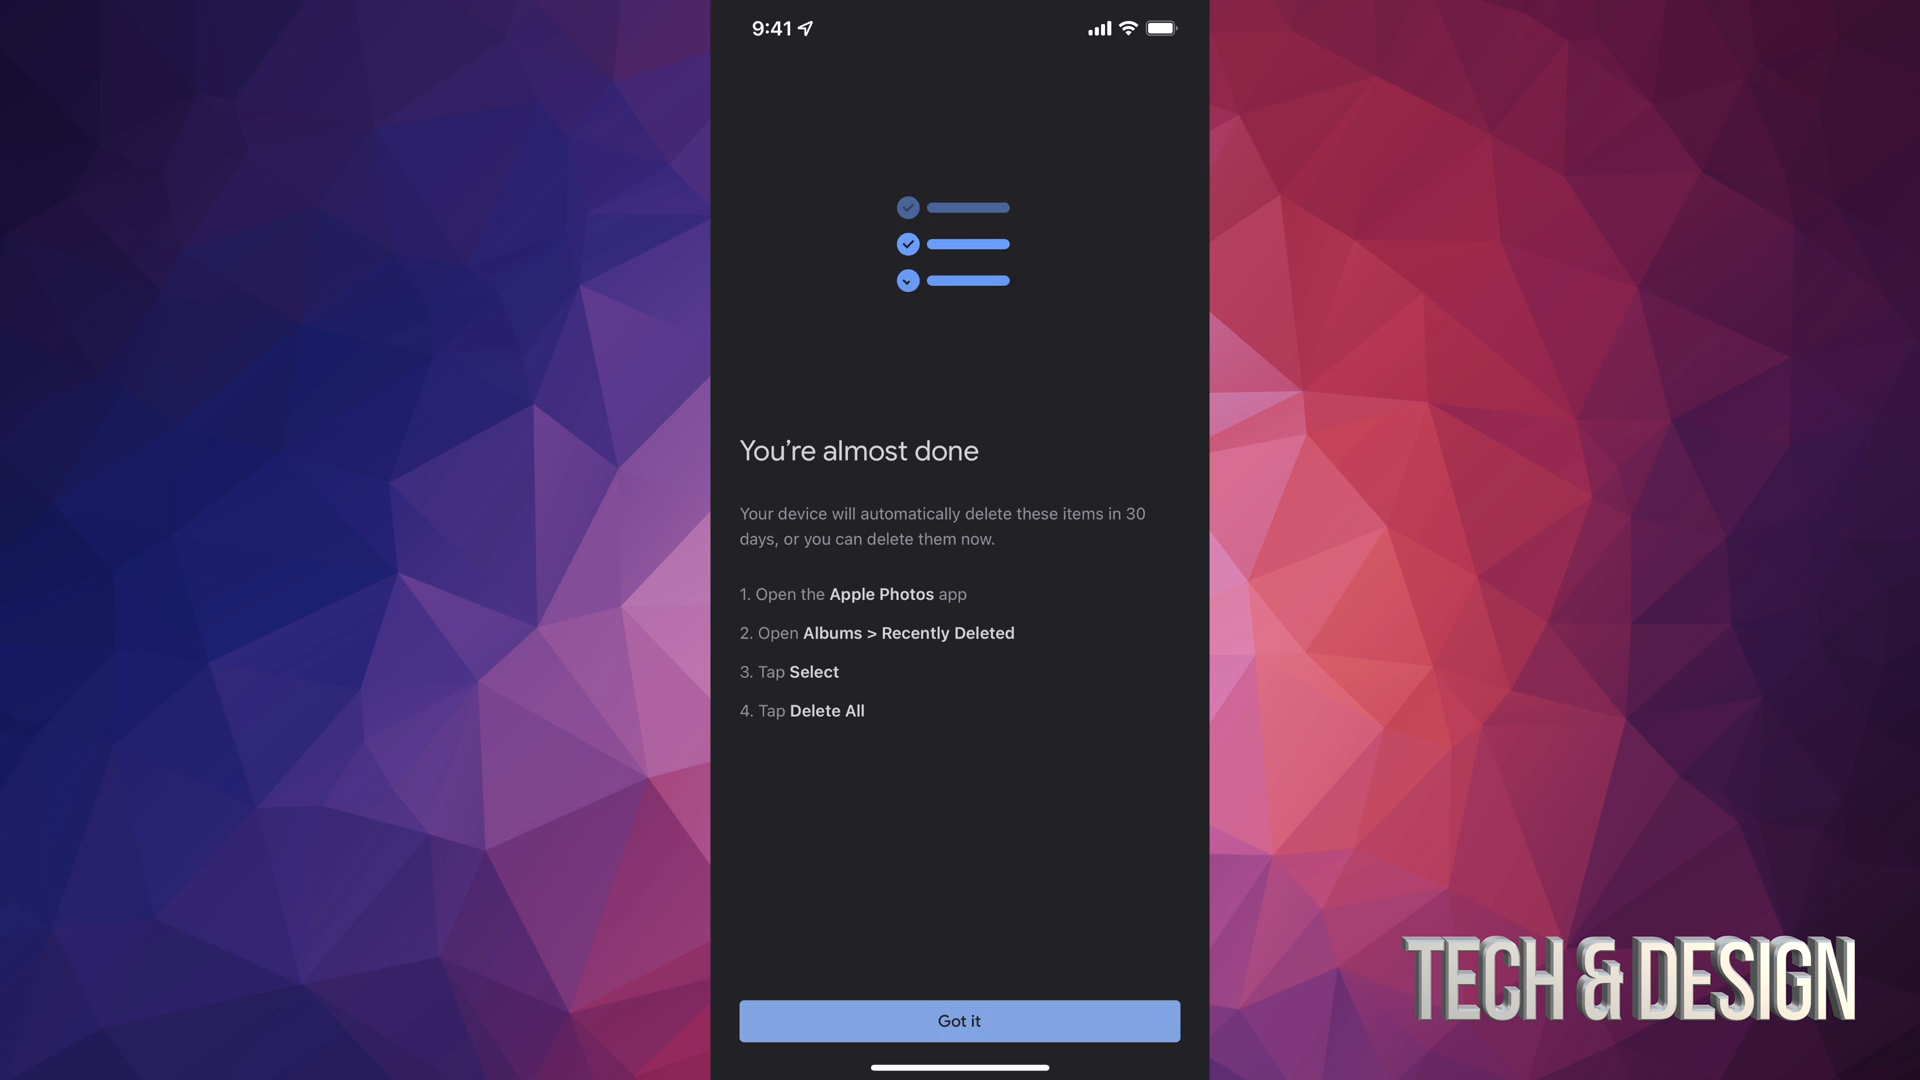 9:41
You’re almost done
Your device will automatically delete these items in 30
days, or you can delete them now.
1. Open the Apple Photos app
2. Open Albums > Recently Deleted
3. Tap Select
4. Tap Delete All
Got it
TECH & DESIGN